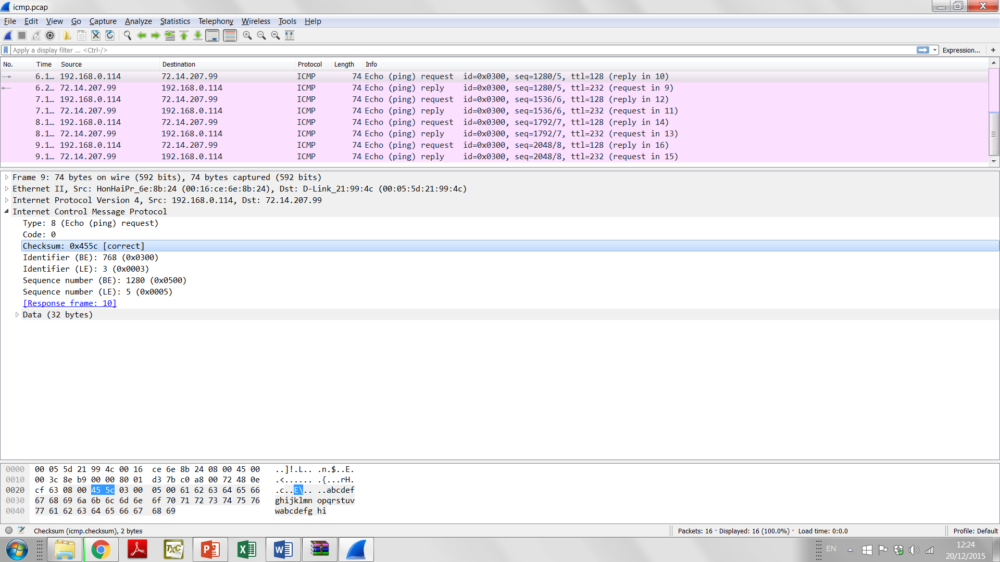 icmp.pcap
File Edit View Go Capture Analyze Statistics Telephony Wireless Tools Help
Apply a display filter ... <Ctrl-/> Expression... +
No. Time Source Destination Protocol Length Info
6.1… 192.168.0.114 72.14.207.99 ICMP 74 Echo (ping) request id=0x0300, seq=1280/5, ttl=128 (reply in 10)
6.2… 72.14.207.99 192.168.0.114 ICMP 74 Echo (ping) reply id=0x0300, seq=1280/5, ttl=232 (request in 9)
7.1… 192.168.0.114 72.14.207.99 ICMP 74 Echo (ping) request id=0x0300, seq=1536/6, ttl=128 (reply in 12)
7.1… 72.14.207.99 192.168.0.114 ICMP 74 Echo (ping) reply id=0x0300, seq=1536/6, ttl=232 (request in 11)
8.1… 192.168.0.114 72.14.207.99 ICMP 74 Echo (ping) request id=0x0300, seq=1792/7, ttl=128 (reply in 14)
8.1… 72.14.207.99 192.168.0.114 ICMP 74 Echo (ping) reply id=0x0300, seq=1792/7, ttl=232 (request in 13)
9.1… 192.168.0.114 72.14.207.99 ICMP 74 Echo (ping) request id=0x0300, seq=2048/8, ttl=128 (reply in 16)
9.1… 72.14.207.99 192.168.0.114 ICMP 74 Echo (ping) reply id=0x0300, seq=2048/8, ttl=232 (request in 15)
Frame 9: 74 bytes on wire (592 bits), 74 bytes captured (592 bits)
Ethernet II, Src: HonHaiPr_6e:8b:24 (00:16:ce:6e:8b:24), Dst: D-Link_21:99:4c (00:05:5d:21:99:4c)
Internet Protocol Version 4, Src: 192.168.0.114, Dst: 72.14.207.99
Internet Control Message Protocol
Type: 8 (Echo (ping) request)
Code: 0
Checksum: 0x455c [correct]
Identifier (BE): 768 (0x0300)
Identifier (LE): 3 (0x0003)
Sequence number (BE): 1280 (0x0500)
Sequence number (LE): 5 (0x0005)
[Response frame: 10]
Data (32 bytes)
0000 00 05 5d 21 99 4c 00 16 ce 6e 8b 24 08 00 45 00 ..]!.L.. .n.$..E.
0010 00 3c 8e b9 00 00 80 01 d3 7b c0 a8 00 72 48 0e .<...... .{...rH.
0020 cf 63 08 00 45 5c 03 00 05 00 61 62 63 64 65 66 .c..E\.. ..abcdef
0030 67 68 69 6a 6b 6c 6d 6e 6f 70 71 72 73 74 75 76 ghijklmn opqrstuv
0040 77 61 62 63 64 65 66 67 68 69 wabcdefg hi
Checksum (icmp.checksum), 2 bytes Packets: 16 · Displayed: 16 (100.0%) · Load time: 0:0.0 Profile: Default
TXC P X W EN 12:24
20/12/2015